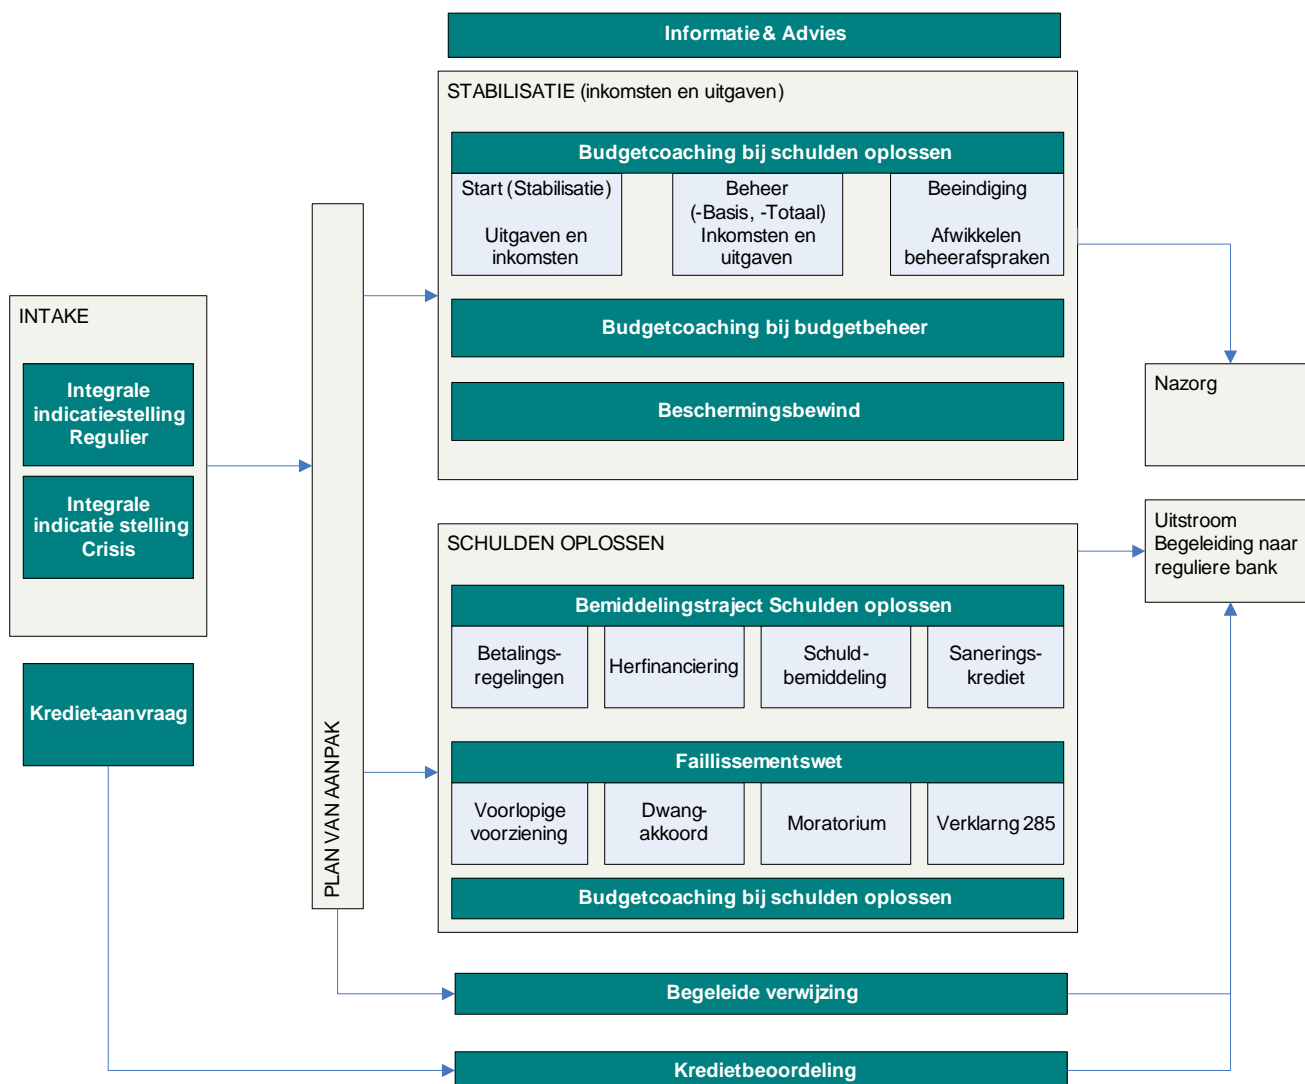 Informatie & Advies
STABILISATIE (inkomsten en uitgaven)
Budgetcoaching bij schulden oplossen
Start (Stabilisatie)
Uitgaven en
inkomsten
Beheer
(-Basis, -Totaal)
Inkomsten en
uitgaven
Beeindiging
Afwikkelen
beheerafspraken
Budgetcoaching bij budgetbeheer
Beschermingsbewind
INTAKE
Integrale
indicatie-stelling
Regulier
Integrale
indicatie stelling
Crisis
Krediet-aanvraag
PLAN VAN AANPAK
Nazorg
SCHULDEN OPLOSSEN
Bemiddelingstraject Schulden oplossen
Betalings-
regelingen
Herfinanciering
Schuld-
bemiddeling
Sanerings-
krediet
Faillissementswet
Voorlopige
voorziening
Dwang-
akkoord
Moratorium
Verklarng 285
Budgetcoaching bij schulden oplossen
Uitstroom
Begeleiding naar
reguliere bank
Begeleide verwijzing
Kredietbeoordeling